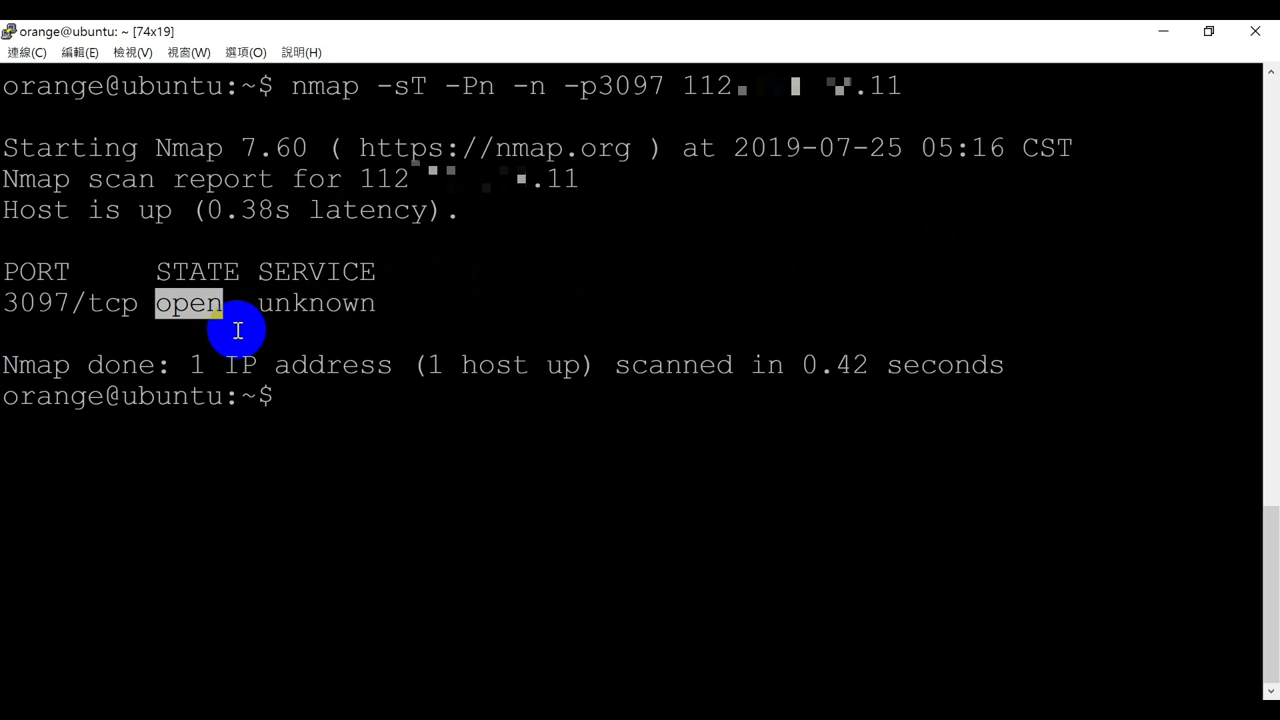 orange@ubuntu: ~ [74x19]
連線(C) 編輯(E) 檢視(V) 視窗(W) 選項(O) 說明(H)
orange@ubuntu:~$ nmap -sT -Pn -n -p3097 112. .11
Starting Nmap 7.60 ( https://nmap.org ) at 2019-07-25 05:16 CST
Nmap scan report for 112 .11
Host is up (0.38s latency).
PORT STATE SERVICE
3097/tcp open unknown
Nmap done: 1 IP address (1 host up) scanned in 0.42 seconds
orange@ubuntu:~$